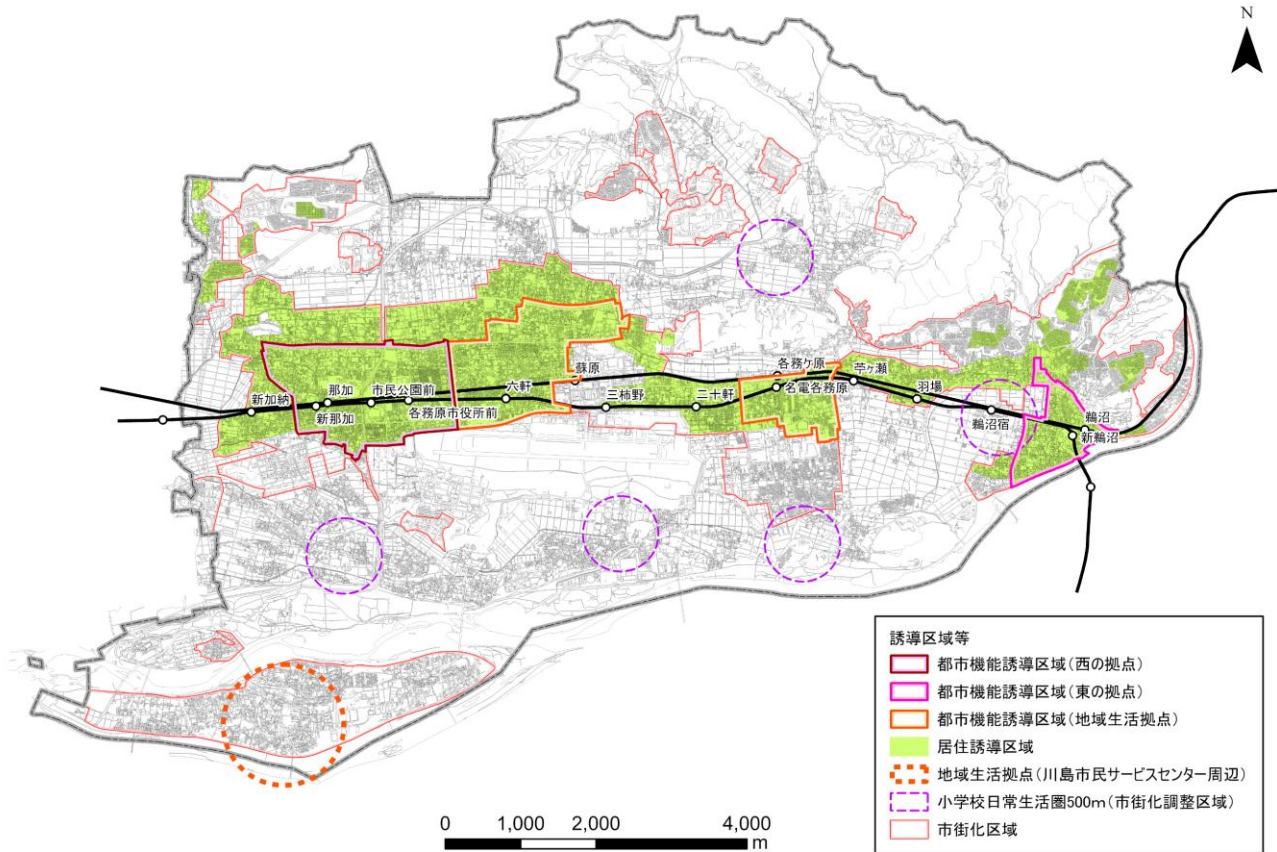 N
各務ケ原
苧ヶ瀬
蘇原
那加
市民公園前
六軒
羽場
名電各務原
新加納
三柿野
二十軒
新那加
各務原市役所前
鵜沼宿
鵜沼
新鵜沼
誘導区域等
都市機能誘導区域(西の拠点)
都市機能誘導区域(東の拠点)
都市機能誘導区域(地域生活拠点)
居住誘導区域
地域生活拠点(川島市民サービスセンター周辺)
小学校日常生活圏500m(市街化調整区域)
市街化区域
0 1,000 2,000 4,000
m